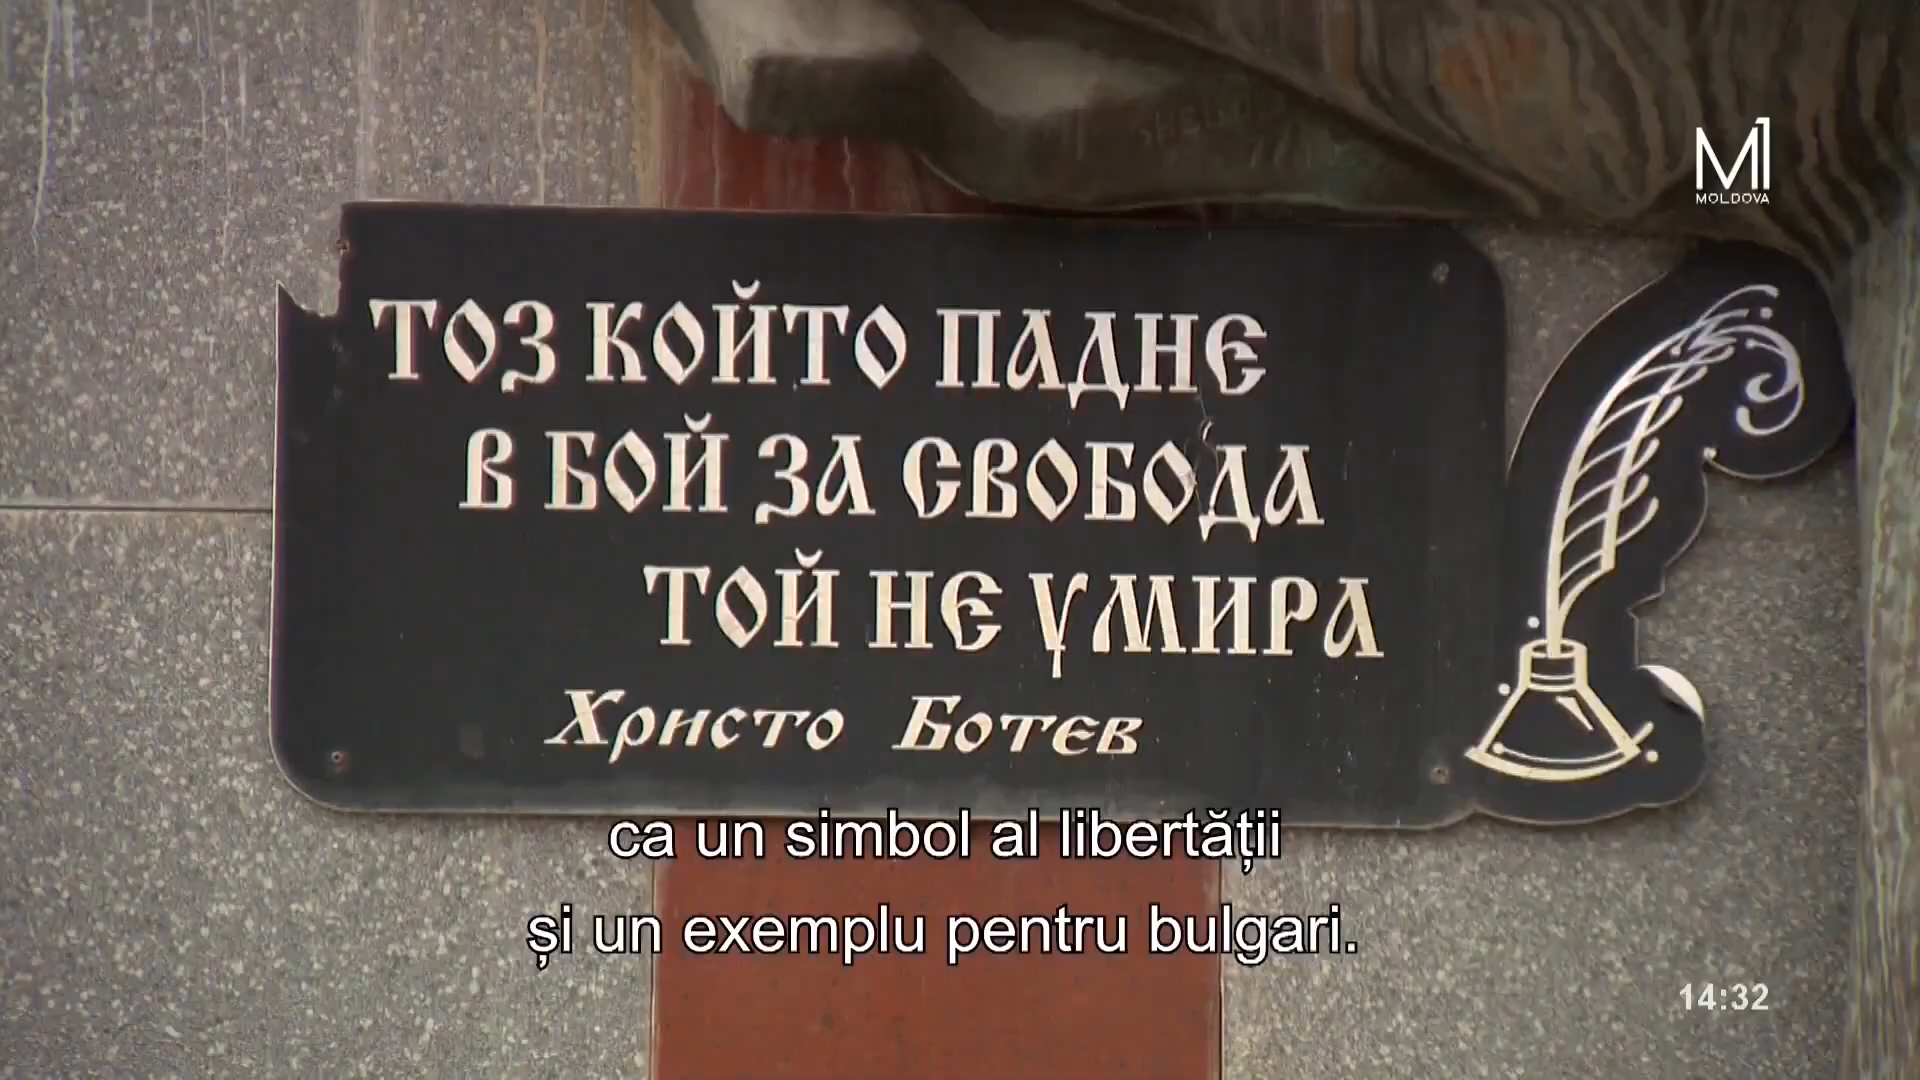 M1
MOLDOVA
ТОЗ КОЙТО ПАДНЕ
В БОЙ ЗА СВОБОДА
ТОЙ НЕ УМИРА
Христо Ботев
ca un simbol al libertății
și un exemplu pentru bulgari.
14:32